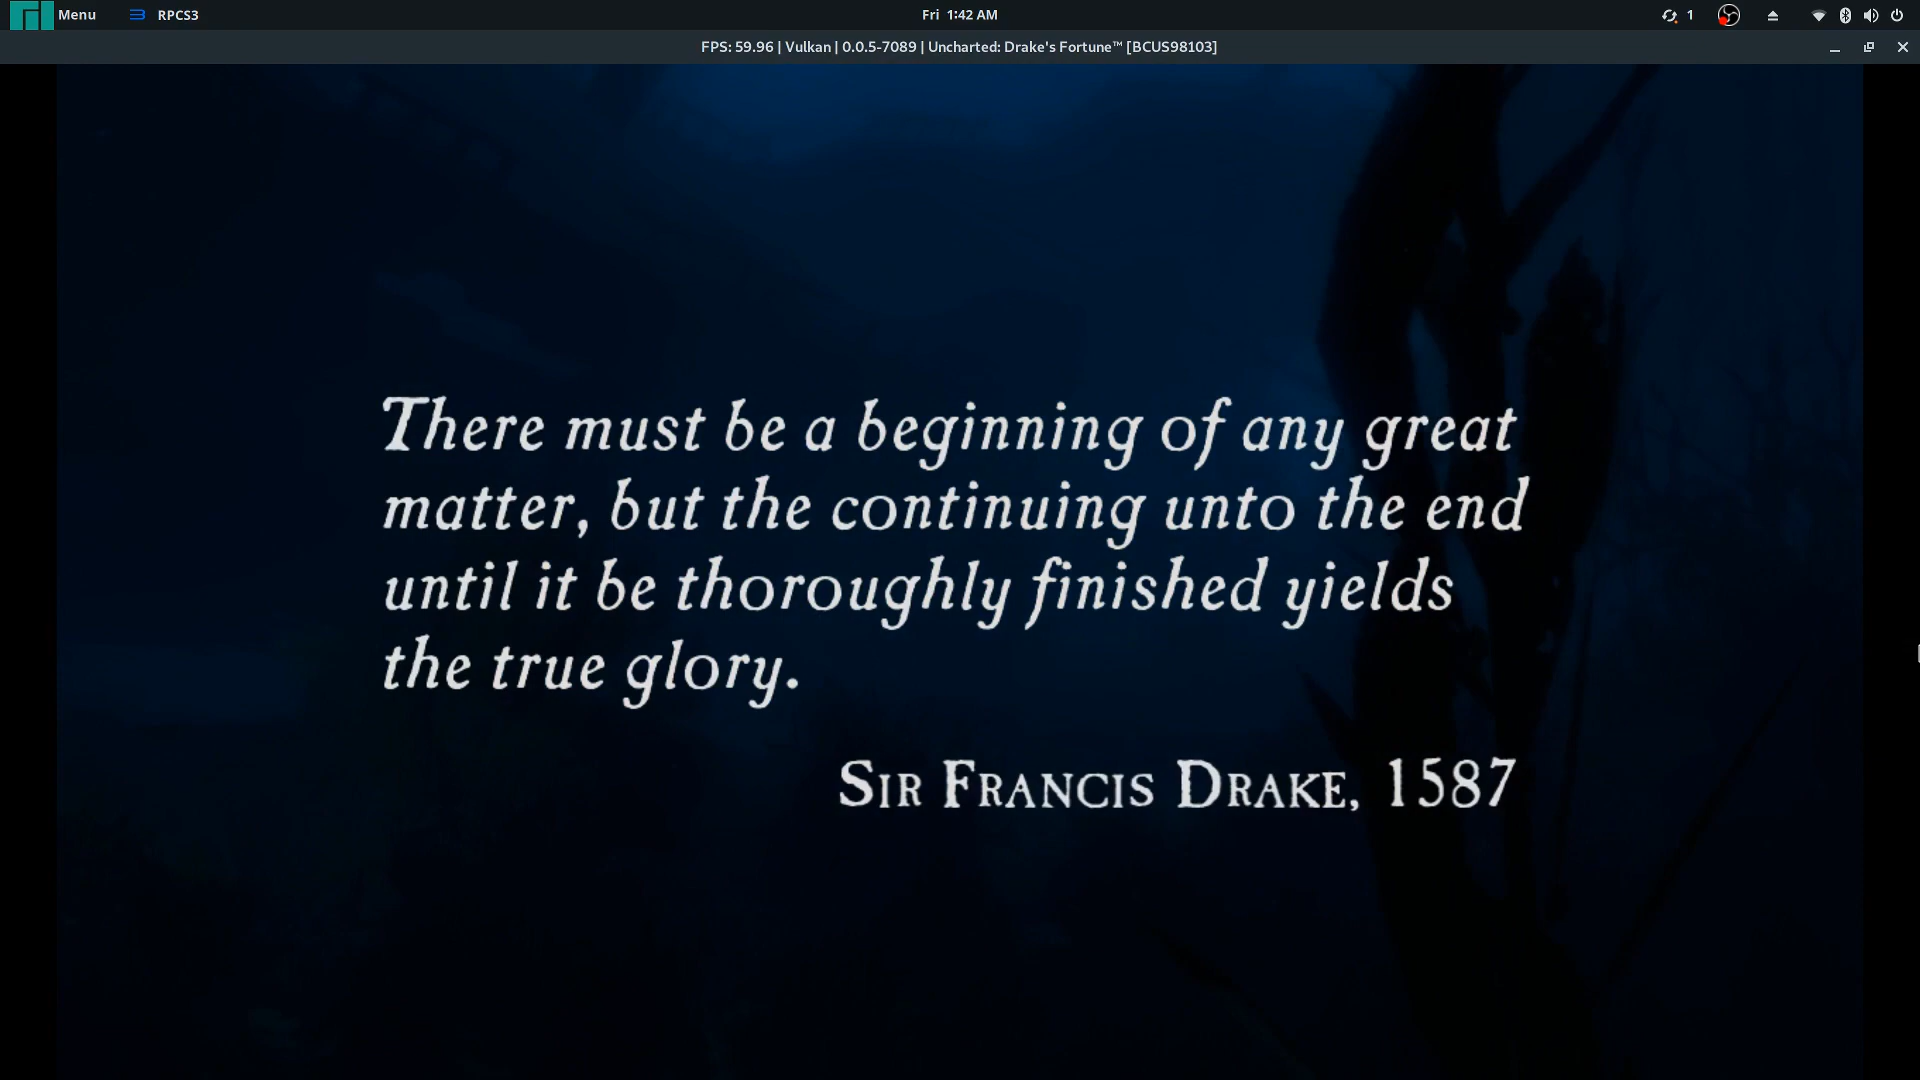 Menu RPCS3 Fri 1:42 AM 1
FPS: 59.96 | Vulkan | 0.0.5-7089 | Uncharted: Drake's Fortune™ [BCUS98103]
There must be a beginning of any great
matter, but the continuing unto the end
until it be thoroughly finished yields
the true glory.
Sir Francis Drake, 1587